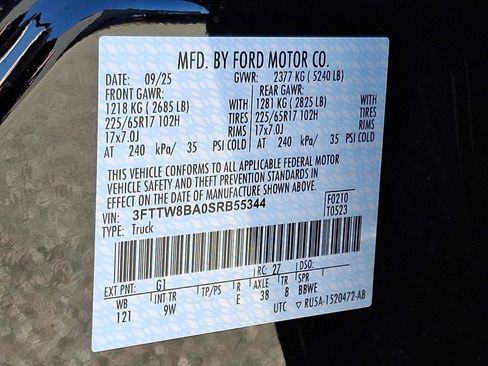 MFD. BY FORD MOTOR CO.
DATE: 09/25 GVWR: 2377 KG ( 5240 LB)
FRONT GAWR: REAR GAWR:
1218 KG ( 2685 LB) WITH 1281 KG ( 2825 LB) WITH
225/65R17 102H TIRES 225/65R17 102H TIRES
17x7.0J RIMS 17x7.0J RIMS
AT 240 kPa/ 35 PSI COLD AT 240 kPa/ 35 PSI COLD
THIS VEHICLE CONFORMS TO ALL APPLICABLE FEDERAL MOTOR
VEHICLE SAFETY AND THEFT PREVENTION STANDARDS IN
EFFECT ON THE DATE OF MANUFACTURE SHOWN ABOVE.
VIN: 3FTTW8BA0SRB55344 F0210
TYPE: Truck T0523
EXT PNT: G1 RC: 27
WB INT TR TP/PS R AXLE TR SPR
121 9W E 38 8 BBWE
UTC ▽ RU5A-1520472-AB